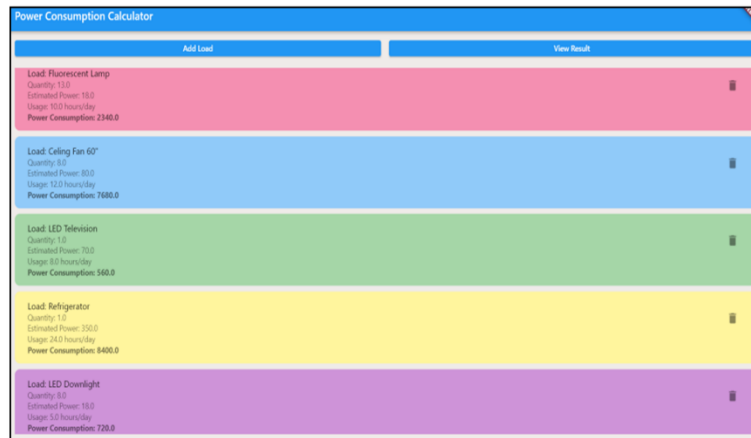 Power Consumption Calculator
Add Load
View Result
Load: Fluorescent Lamp
Quantity: 13.0
Estimated Power: 18.0
Usage: 10.0 hours/day
Power Consumption: 2340.0
Load: Celing Fan 60"
Quantity: 8.0
Estimated Power: 80.0
Usage: 12.0 hours/day
Power Consumption: 7680.0
Load: LED Television
Quantity: 1.0
Estimated Power: 70.0
Usage: 8.0 hours/day
Power Consumption: 560.0
Load: Refrigerator
Quantity: 1.0
Estimated Power: 350.0
Usage: 24.0 hours/day
Power Consumption: 8400.0
Load: LED Downlight
Quantity: 8.0
Estimated Power: 18.0
Usage: 5.0 hours/day
Power Consumption: 720.0